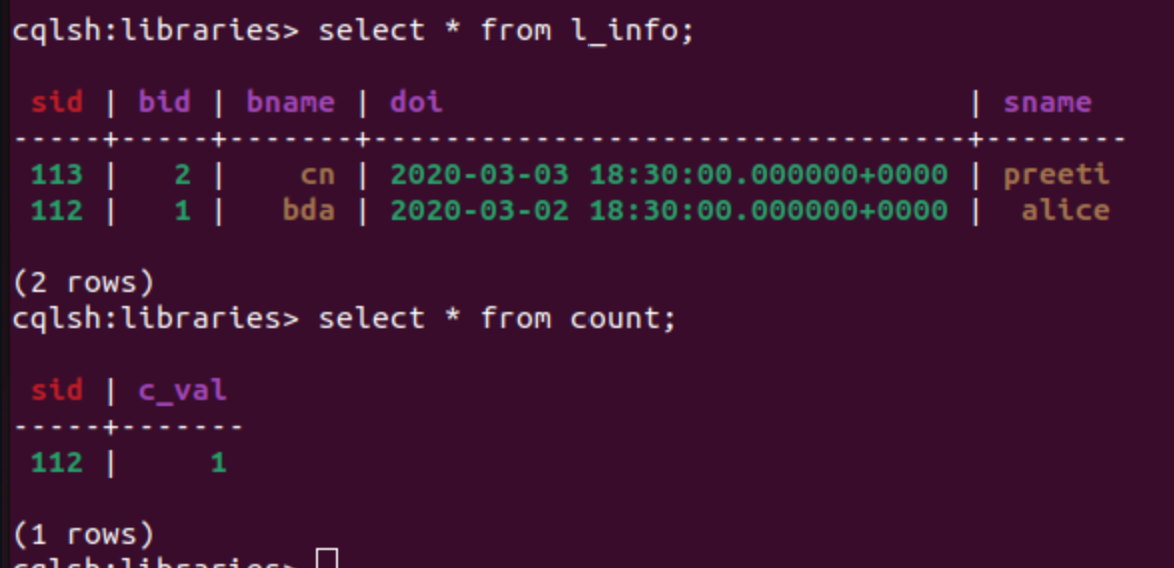 cqlsh:libraries> select * from l_info;
 sid | bid | bname | doi                             | sname
-----+-----+-------+---------------------------------+--------
 113 |   2 |    cn | 2020-03-03 18:30:00.000000+0000 | preeti
 112 |   1 |   bda | 2020-03-02 18:30:00.000000+0000 |  alice
(2 rows)
cqlsh:libraries> select * from count;
 sid | c_val
-----+-------
 112 |     1
(1 rows)
cqlsh:libraries>